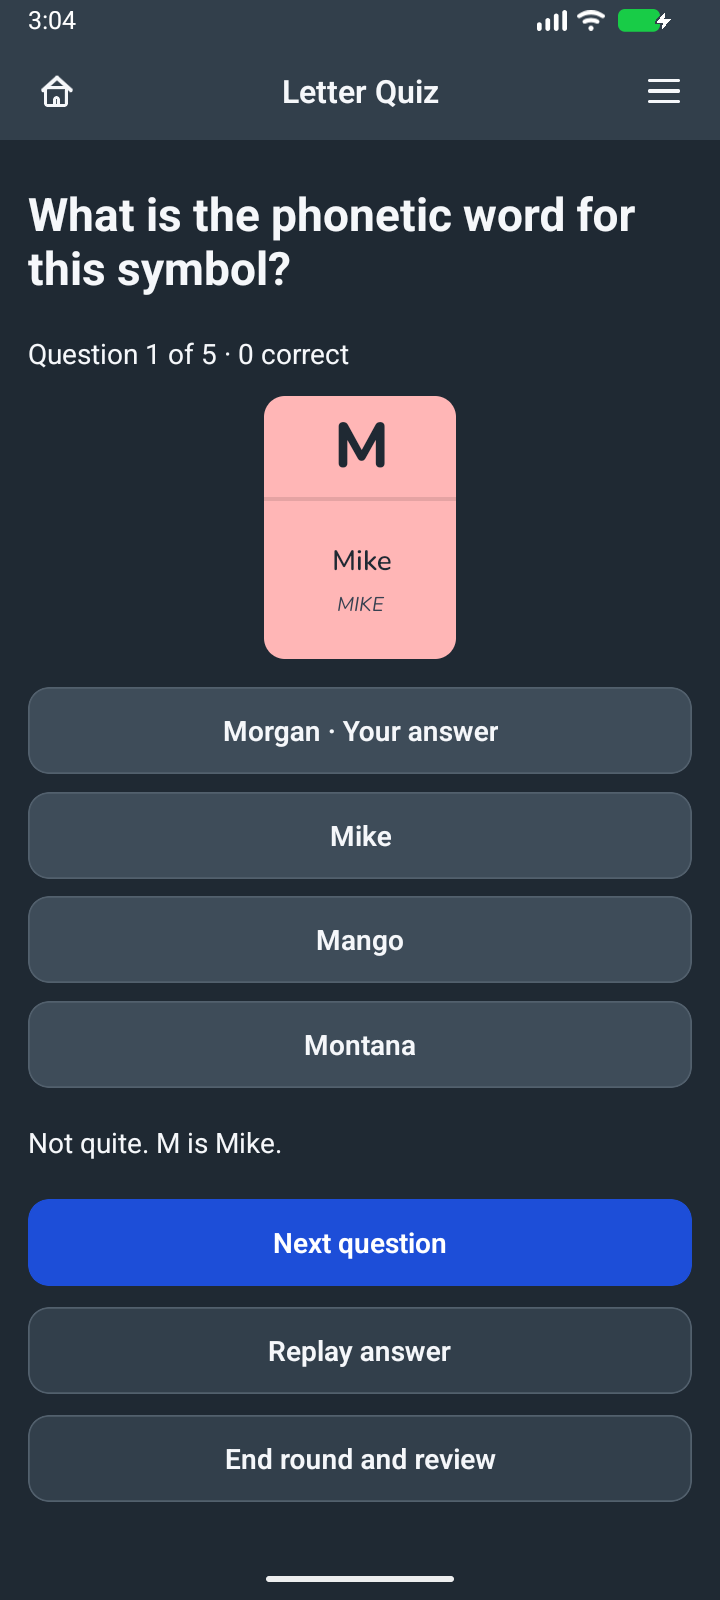 3:04
Letter Quiz
What is the phonetic word for
this symbol?
Question 1 of 5 · 0 correct
M
Mike
MIKE
Morgan · Your answer
Mike
Mango
Montana
Not quite. M is Mike.
Next question
Replay answer
End round and review